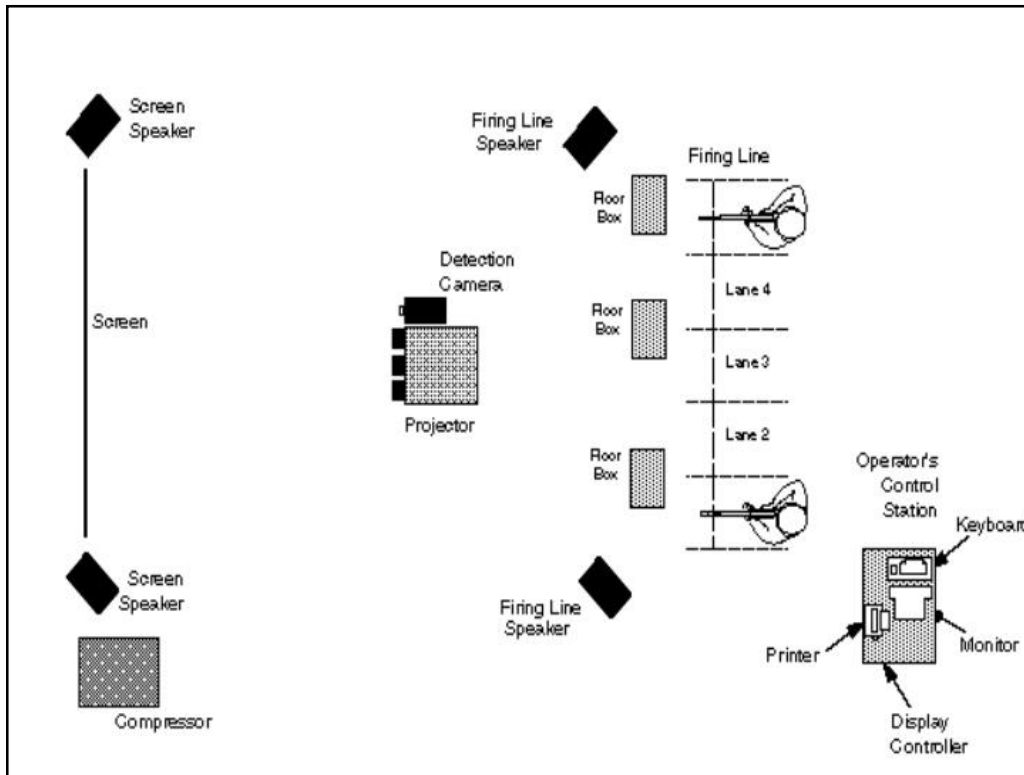 Screen
Speaker
Firing Line
Speaker
Firing Line
Floor
Box
Detection
Camera
Lane 4
Screen
Floor
Box
Lane 3
Projector
Lane 2
Floor
Box
Operator's
Control
Station
Keyboard
Screen
Speaker
Firing Line
Speaker
Printer
Monitor
Compressor
Display
Controller